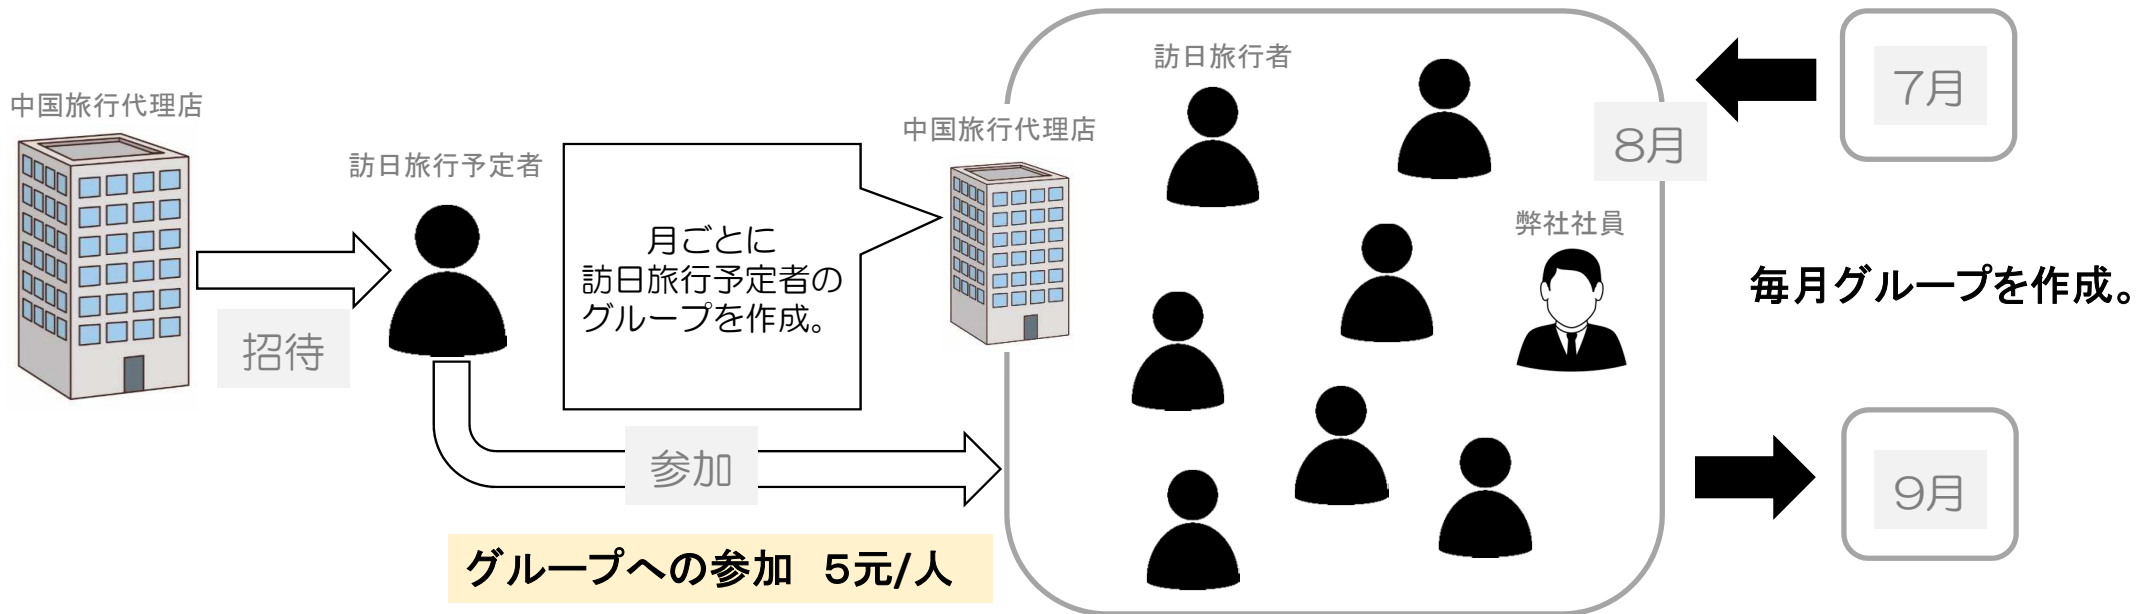 中国旅行代理店
訪日旅行予定者
招待
月ごとに
訪日旅行予定者の
グループを作成。
参加
グループへの参加　5元/人
中国旅行代理店
訪日旅行者
弊社社員
8月
7月
毎月グループを作成。
9月